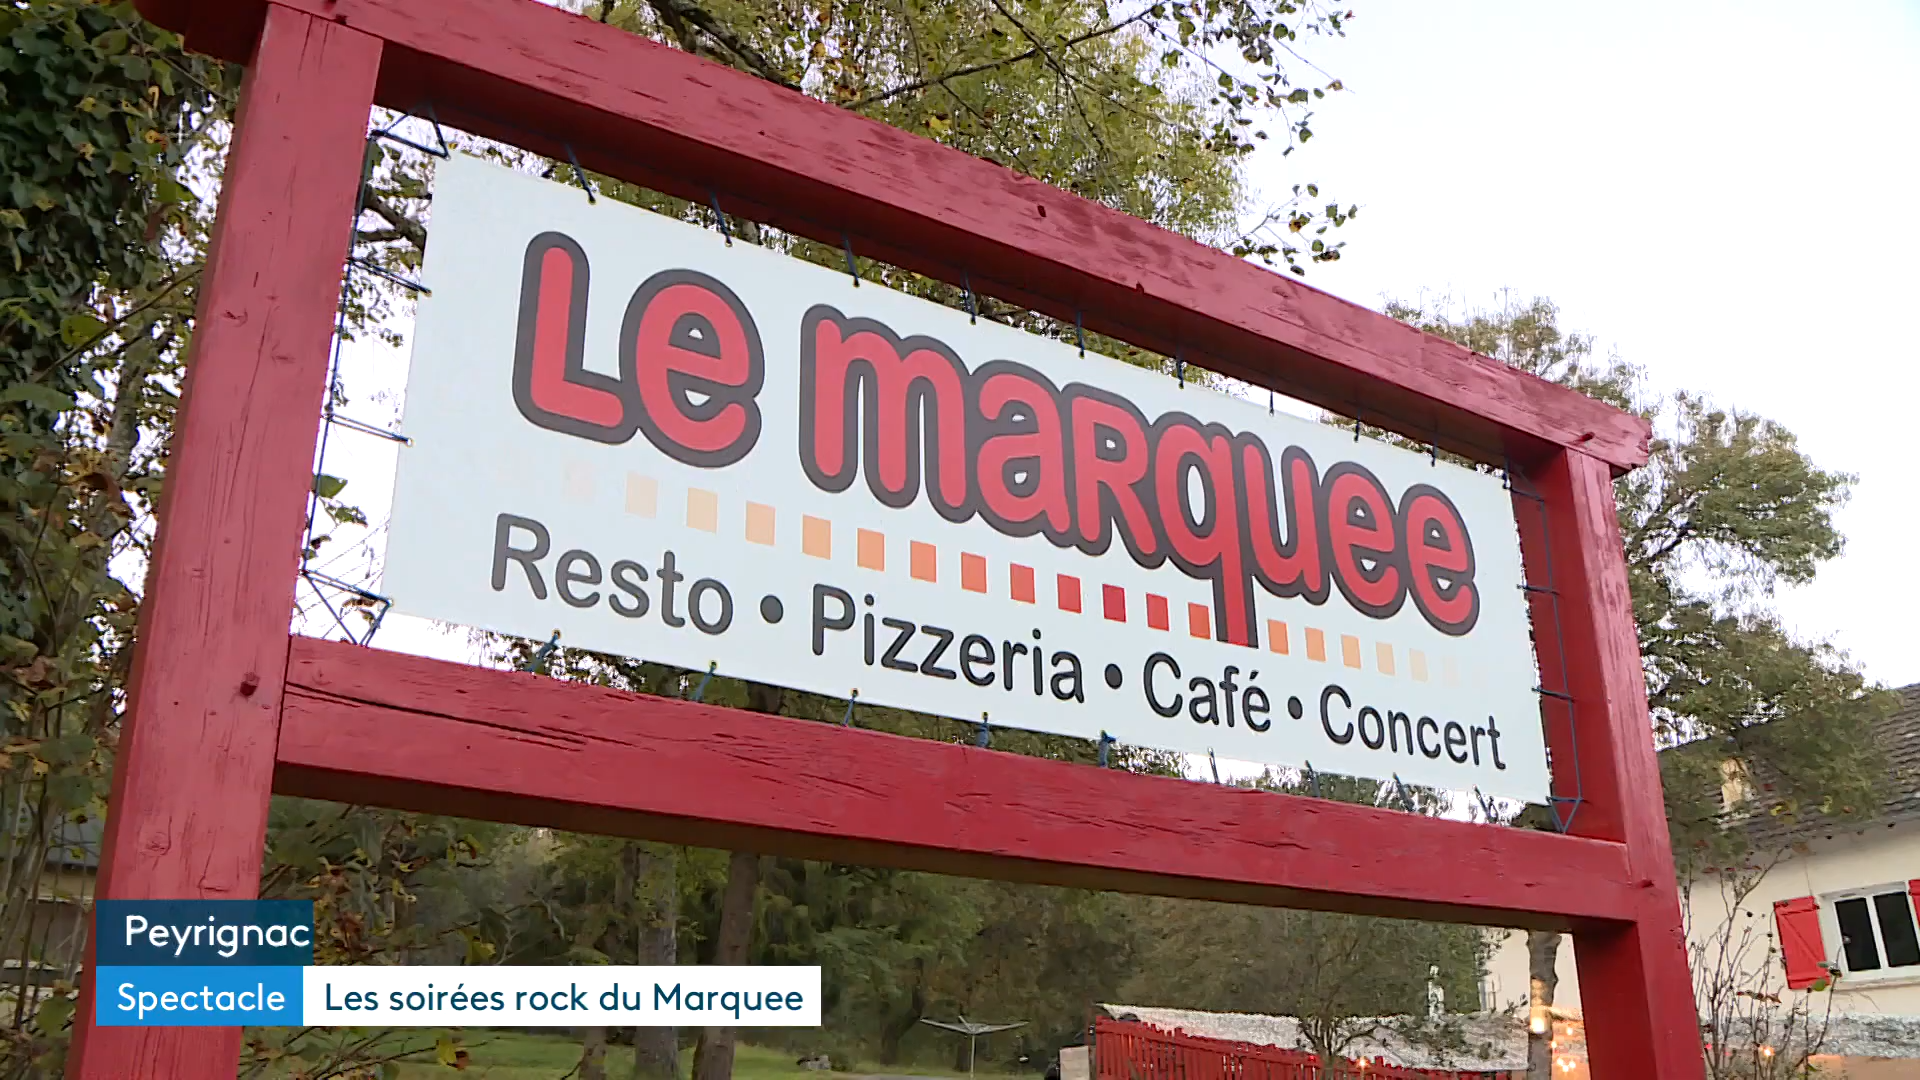 Le marquee
Resto • Pizzeria • Café • Concert
Peyrignac
Spectacle Les soirées rock du Marquee